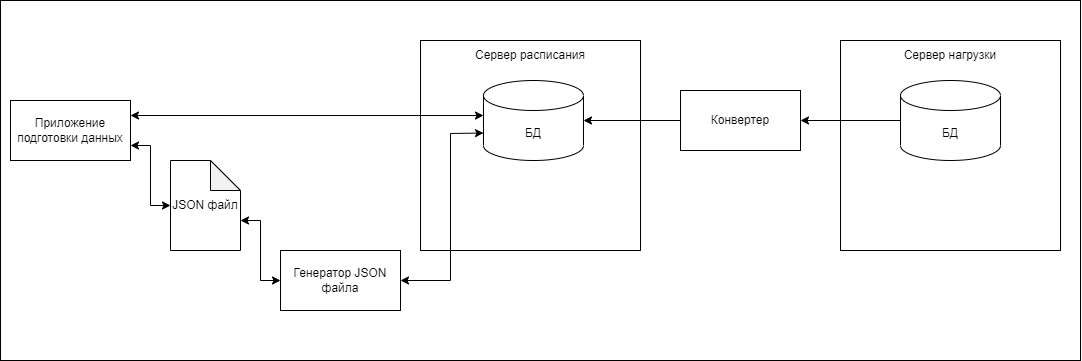 Сервер расписания
Сервер нагрузки
Приложение
подготовки данных
БД
Конвертер
БД
JSON файл
Генератор JSON
файла